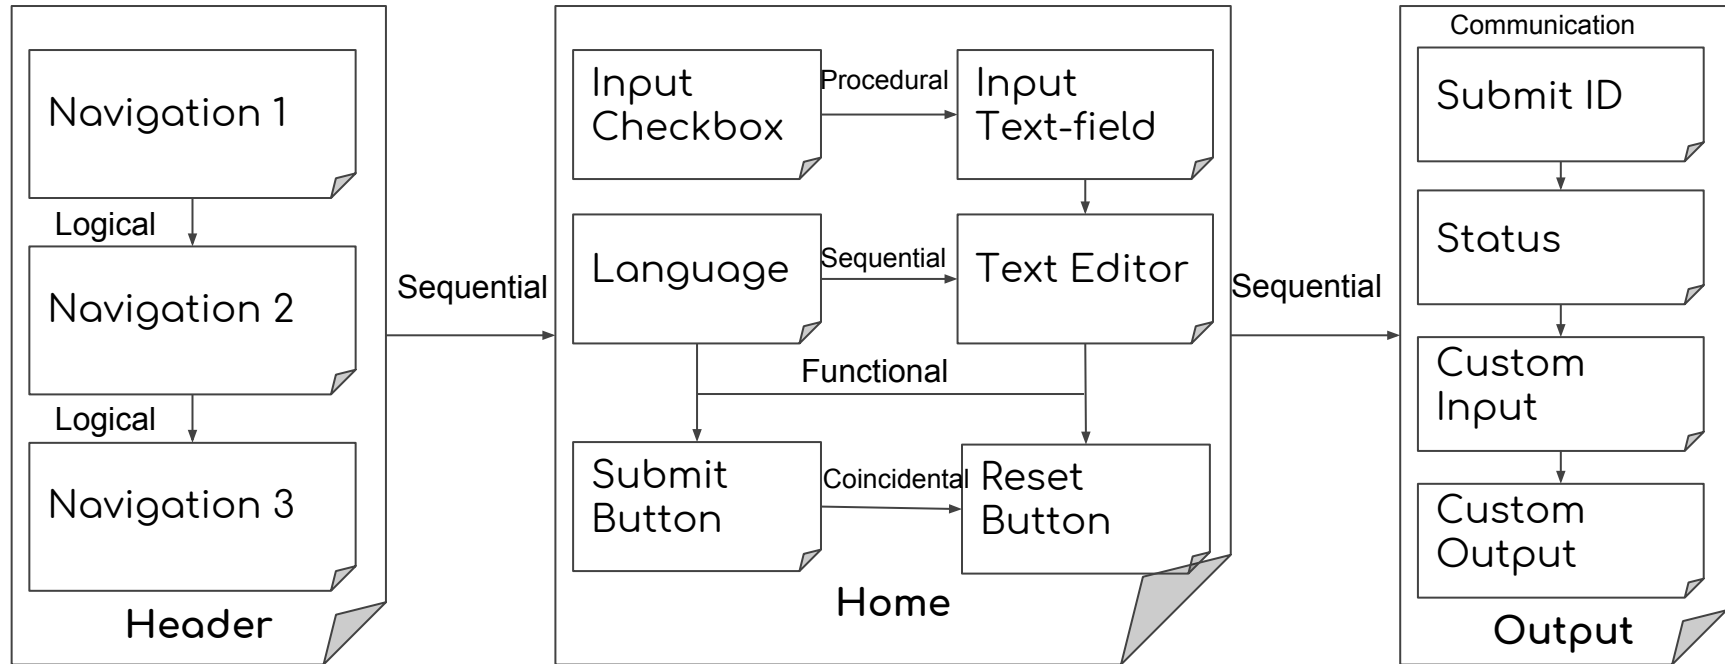 Navigation 1
Logical
Navigation 2
Logical
Navigation 3
Header
Sequential
Input
Checkbox
Procedural
Input
Text-field
Language
Sequential
Text Editor
Functional
Submit
Button
Coincidental
Reset
Button
Home
Sequential
Communication
Submit ID
Status
Custom
Input
Custom
Output
Output